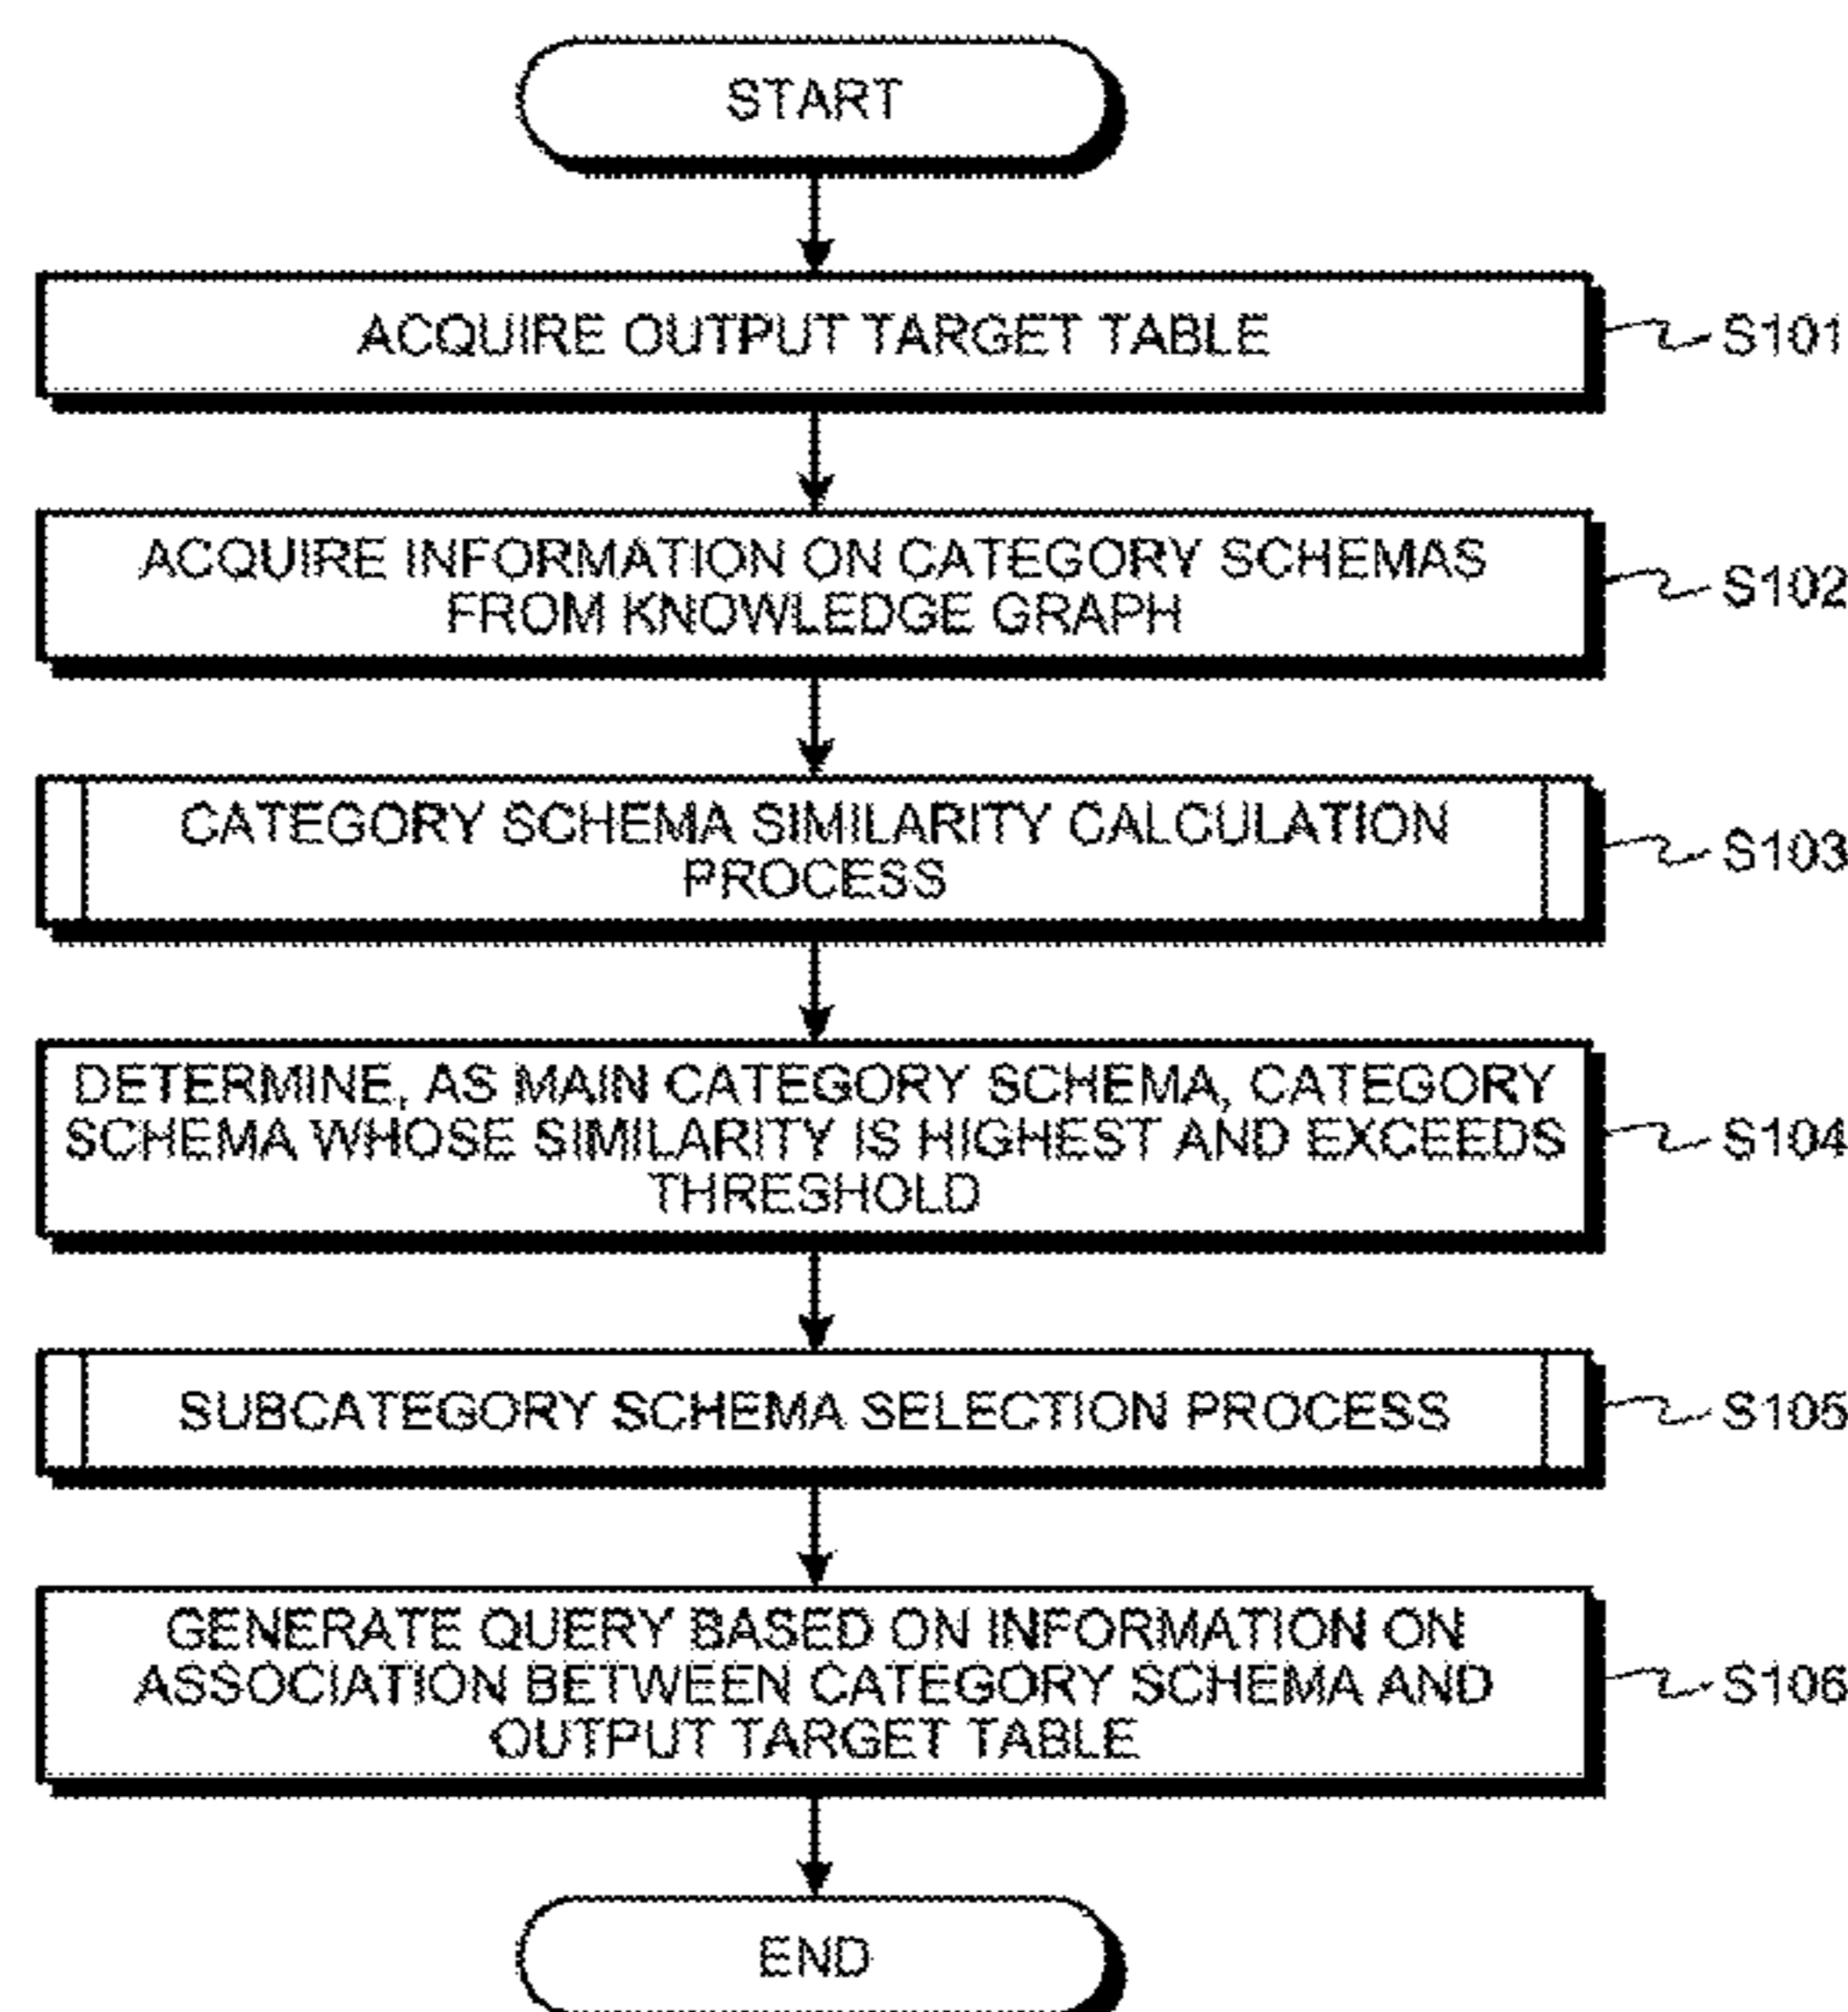 START
ACQUIRE OUTPUT TARGET TABLE
S101
ACQUIRE INFORMATION ON CATEGORY SCHEMAS
FROM KNOWLEDGE GRAPH
S102
CATEGORY SCHEMA SIMILARITY CALCULATION
PROCESS
S103
DETERMINE, AS MAIN CATEGORY SCHEMA, CATEGORY
SCHEMA WHOSE SIMILARITY IS HIGHEST AND EXCEEDS
THRESHOLD
S104
SUBCATEGORY SCHEMA SELECTION PROCESS
S105
GENERATE QUERY BASED ON INFORMATION ON
ASSOCIATION BETWEEN CATEGORY SCHEMA AND
OUTPUT TARGET TABLE
S106
END